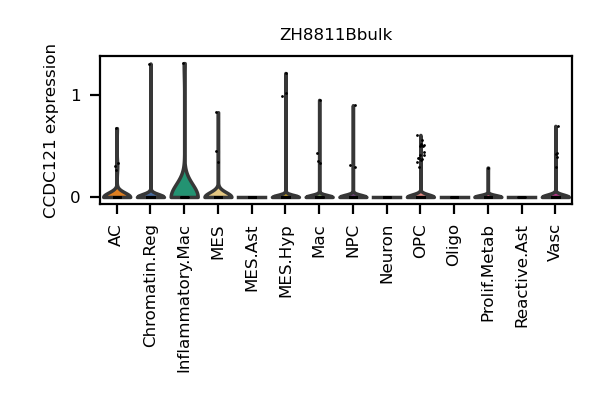 ZH8811Bbulk
CCDC121 expression
1
0
AC
Chromatin.Reg
Inflammatory.Mac
MES
MES.Ast
MES.Hyp
Mac
NPC
Neuron
OPC
Oligo
Prolif.Metab
Reactive.Ast
Vasc